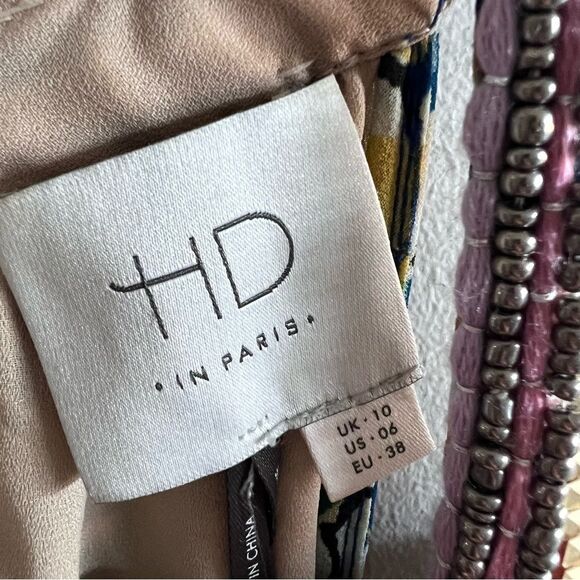 HD
• IN PARIS •
UK • 10
US • 06
EU • 38
IN CHINA